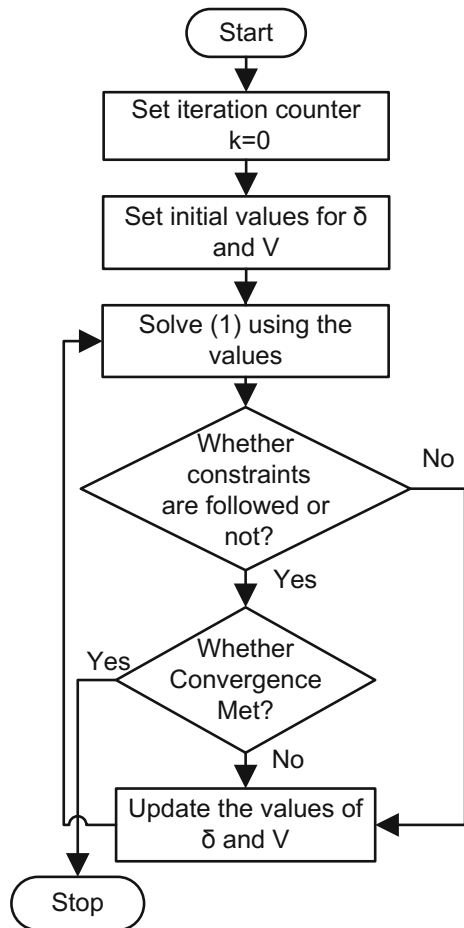 Start
Set iteration counter
k=0
Set initial values for δ
and V
Solve (1) using the
values
Whether
constraints
are followed or
not?
No
Yes
Whether
Convergence
Met?
Yes
No
Update the values of
δ and V
Stop